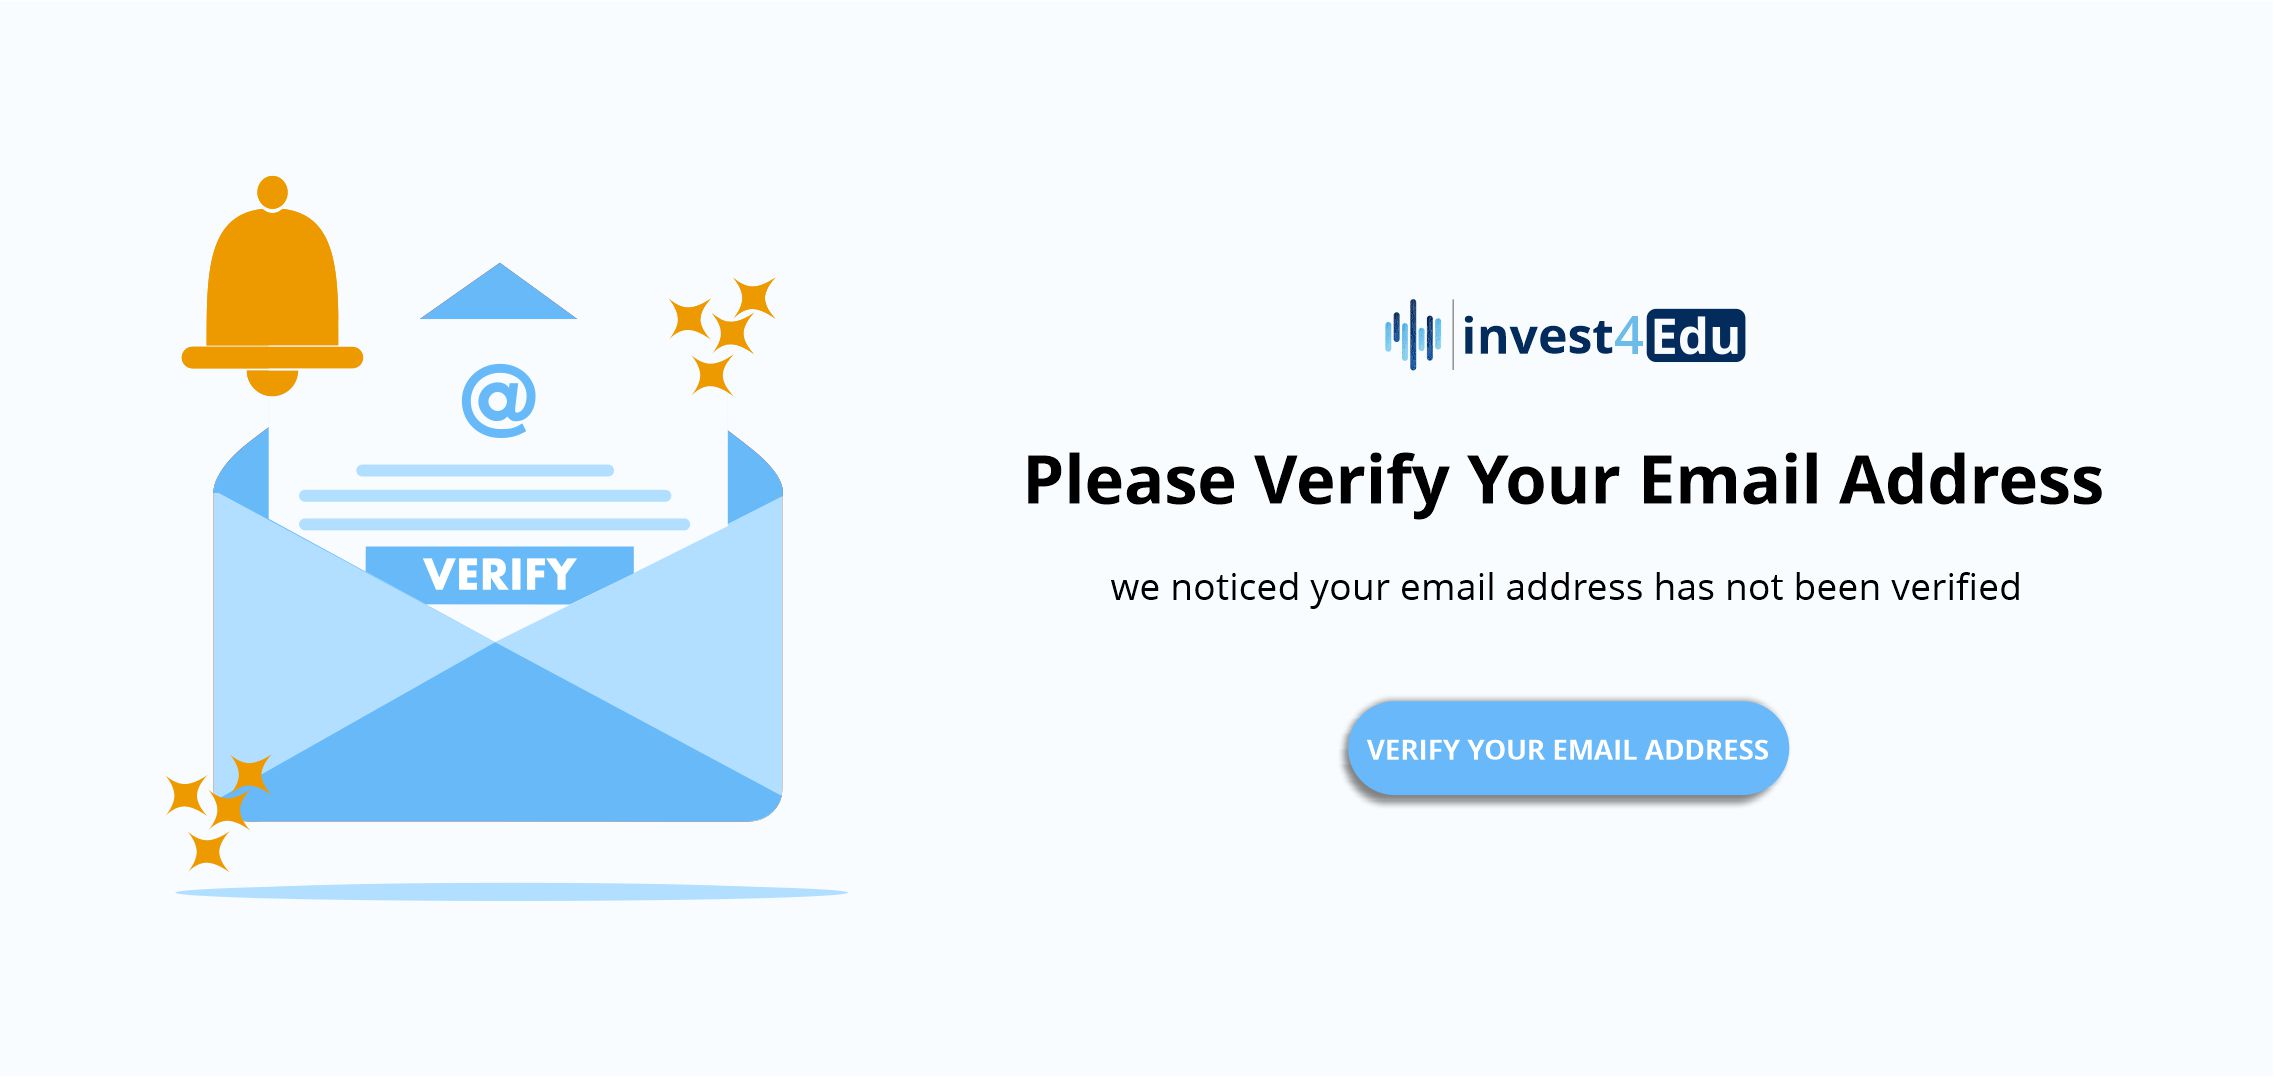 @
VERIFY
invest4Edu
Please Verify Your Email Address
we noticed your email address has not been verified
VERIFY YOUR EMAIL ADDRESS